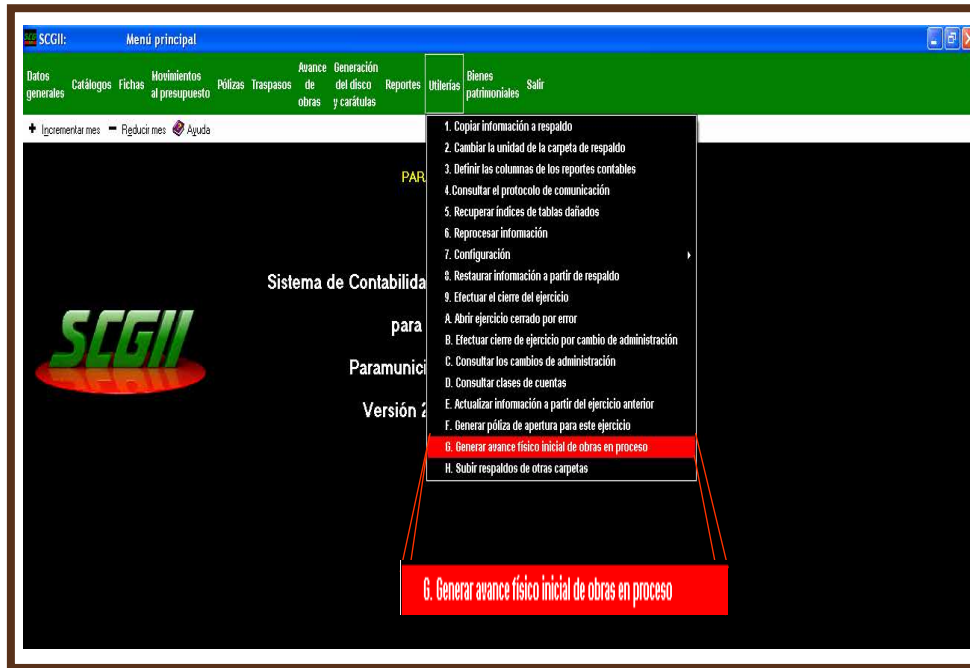 SCGII: Menú principal
Datos generales Catálogos Fichas Movimientos al presupuesto Pólizas Traspasos Avance de obras Generación del disco y carátulas Reportes Utilerías Bienes patrimoniales Salir
Incrementar mes Reducir mes Ayuda
1. Copiar información a respaldo
2. Cambiar la unidad de la carpeta de respaldo
3. Definir las columnas de los reportes contables
4.Consultar el protocolo de comunicación
5. Recuperar índices de tablas dañados
6. Reprocesar información
7. Configuración
8. Restaurar información a partir de respaldo
9. Efectuar el cierre del ejercicio
A. Abrir ejercicio cerrado por error
B. Efectuar cierre de ejercicio por cambio de administración
C. Consultar los cambios de administración
D. Consultar clases de cuentas
E. Actualizar información a partir del ejercicio anterior
F. Generar póliza de apertura para este ejercicio
G. Generar avance físico inicial de obras en proceso
H. Subir respaldos de otras carpetas
PAR
Sistema de Contabilida
para
Paramunici
Versión 2
SCGII
G. Generar avance físico inicial de obras en proceso